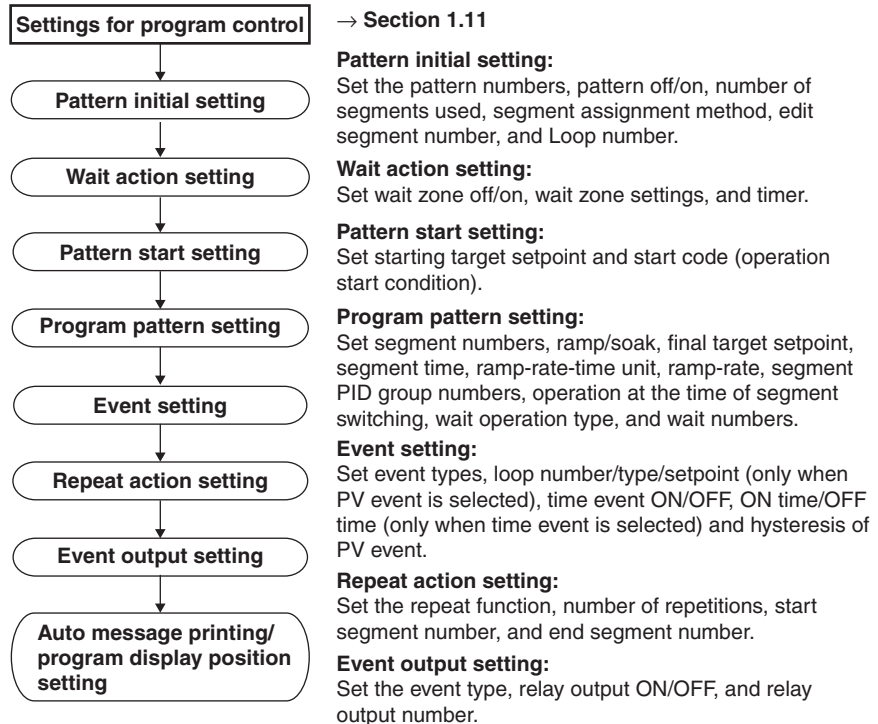 Settings for program control
Pattern initial setting
Wait action setting
Pattern start setting
Program pattern setting
Event setting
Repeat action setting
Event output setting
Auto message printing/
program display position
setting
→ Section 1.11
Pattern initial setting:
Set the pattern numbers, pattern off/on, number of
segments used, segment assignment method, edit
segment number, and Loop number.
Wait action setting:
Set wait zone off/on, wait zone settings, and timer.
Pattern start setting:
Set starting target setpoint and start code (operation
start condition).
Program pattern setting:
Set segment numbers, ramp/soak, final target setpoint,
segment time, ramp-rate-time unit, ramp-rate, segment
PID group numbers, operation at the time of segment
switching, wait operation type, and wait numbers.
Event setting:
Set event types, loop number/type/setpoint (only when
PV event is selected), time event ON/OFF, ON time/OFF
time (only when time event is selected) and hysteresis of
PV event.
Repeat action setting:
Set the repeat function, number of repetitions, start
segment number, and end segment number.
Event output setting:
Set the event type, relay output ON/OFF, and relay
output number.